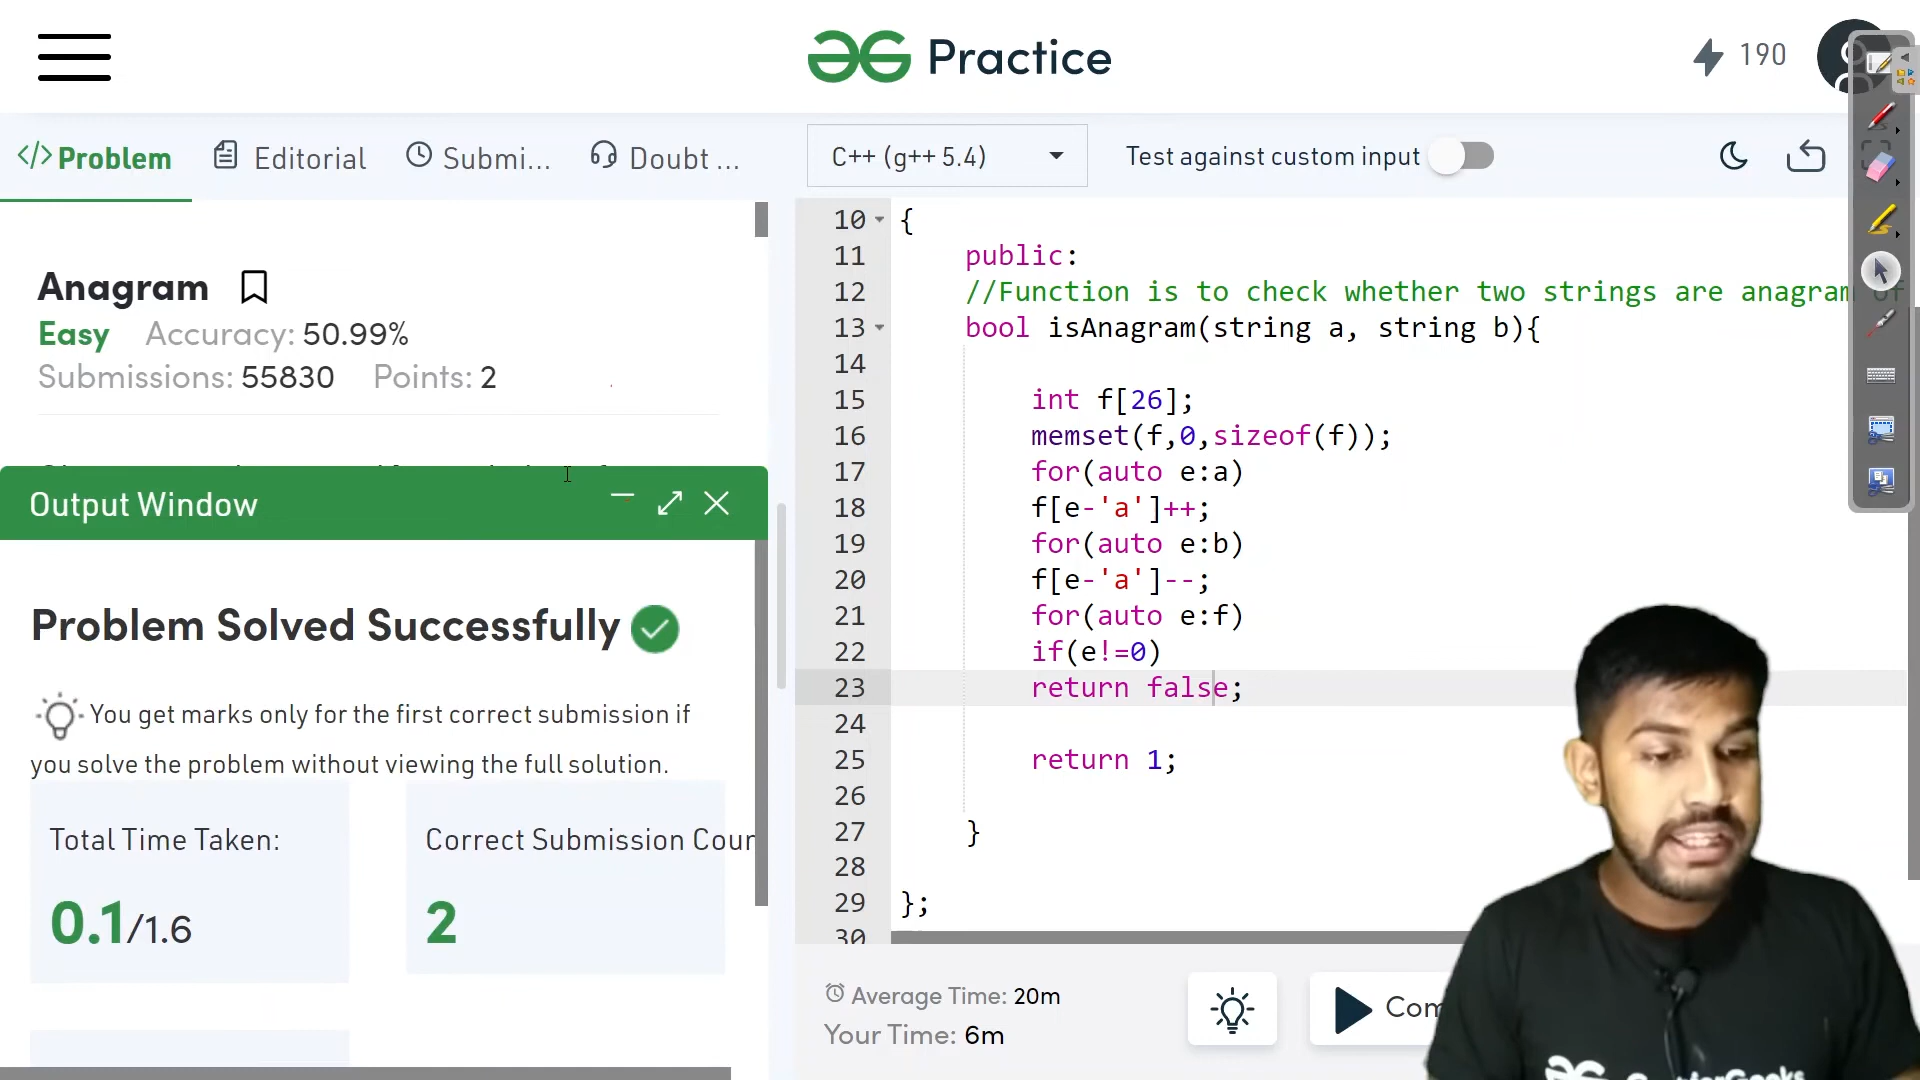 Practice
190
</> Problem
Editorial
Submi...
Doubt ...
C++ (g++ 5.4)
Test against custom input
Anagram
Easy Accuracy: 50.99%
Submissions: 55830 Points: 2
Output Window
Problem Solved Successfully
You get marks only for the first correct submission if
you solve the problem without viewing the full solution.
Total Time Taken:
0.1/1.6
Correct Submission Cour
2
10 {
11 public:
12 //Function is to check whether two strings are anagram of
13 bool isAnagram(string a, string b){
14
15 int f[26];
16 memset(f,0,sizeof(f));
17 for(auto e:a)
18 f[e-'a']++;
19 for(auto e:b)
20 f[e-'a']--;
21 for(auto e:f)
22 if(e!=0)
23 return false;
24
25 return 1;
26
27 }
28
29 };
30
Average Time: 20m
Your Time: 6m
Com